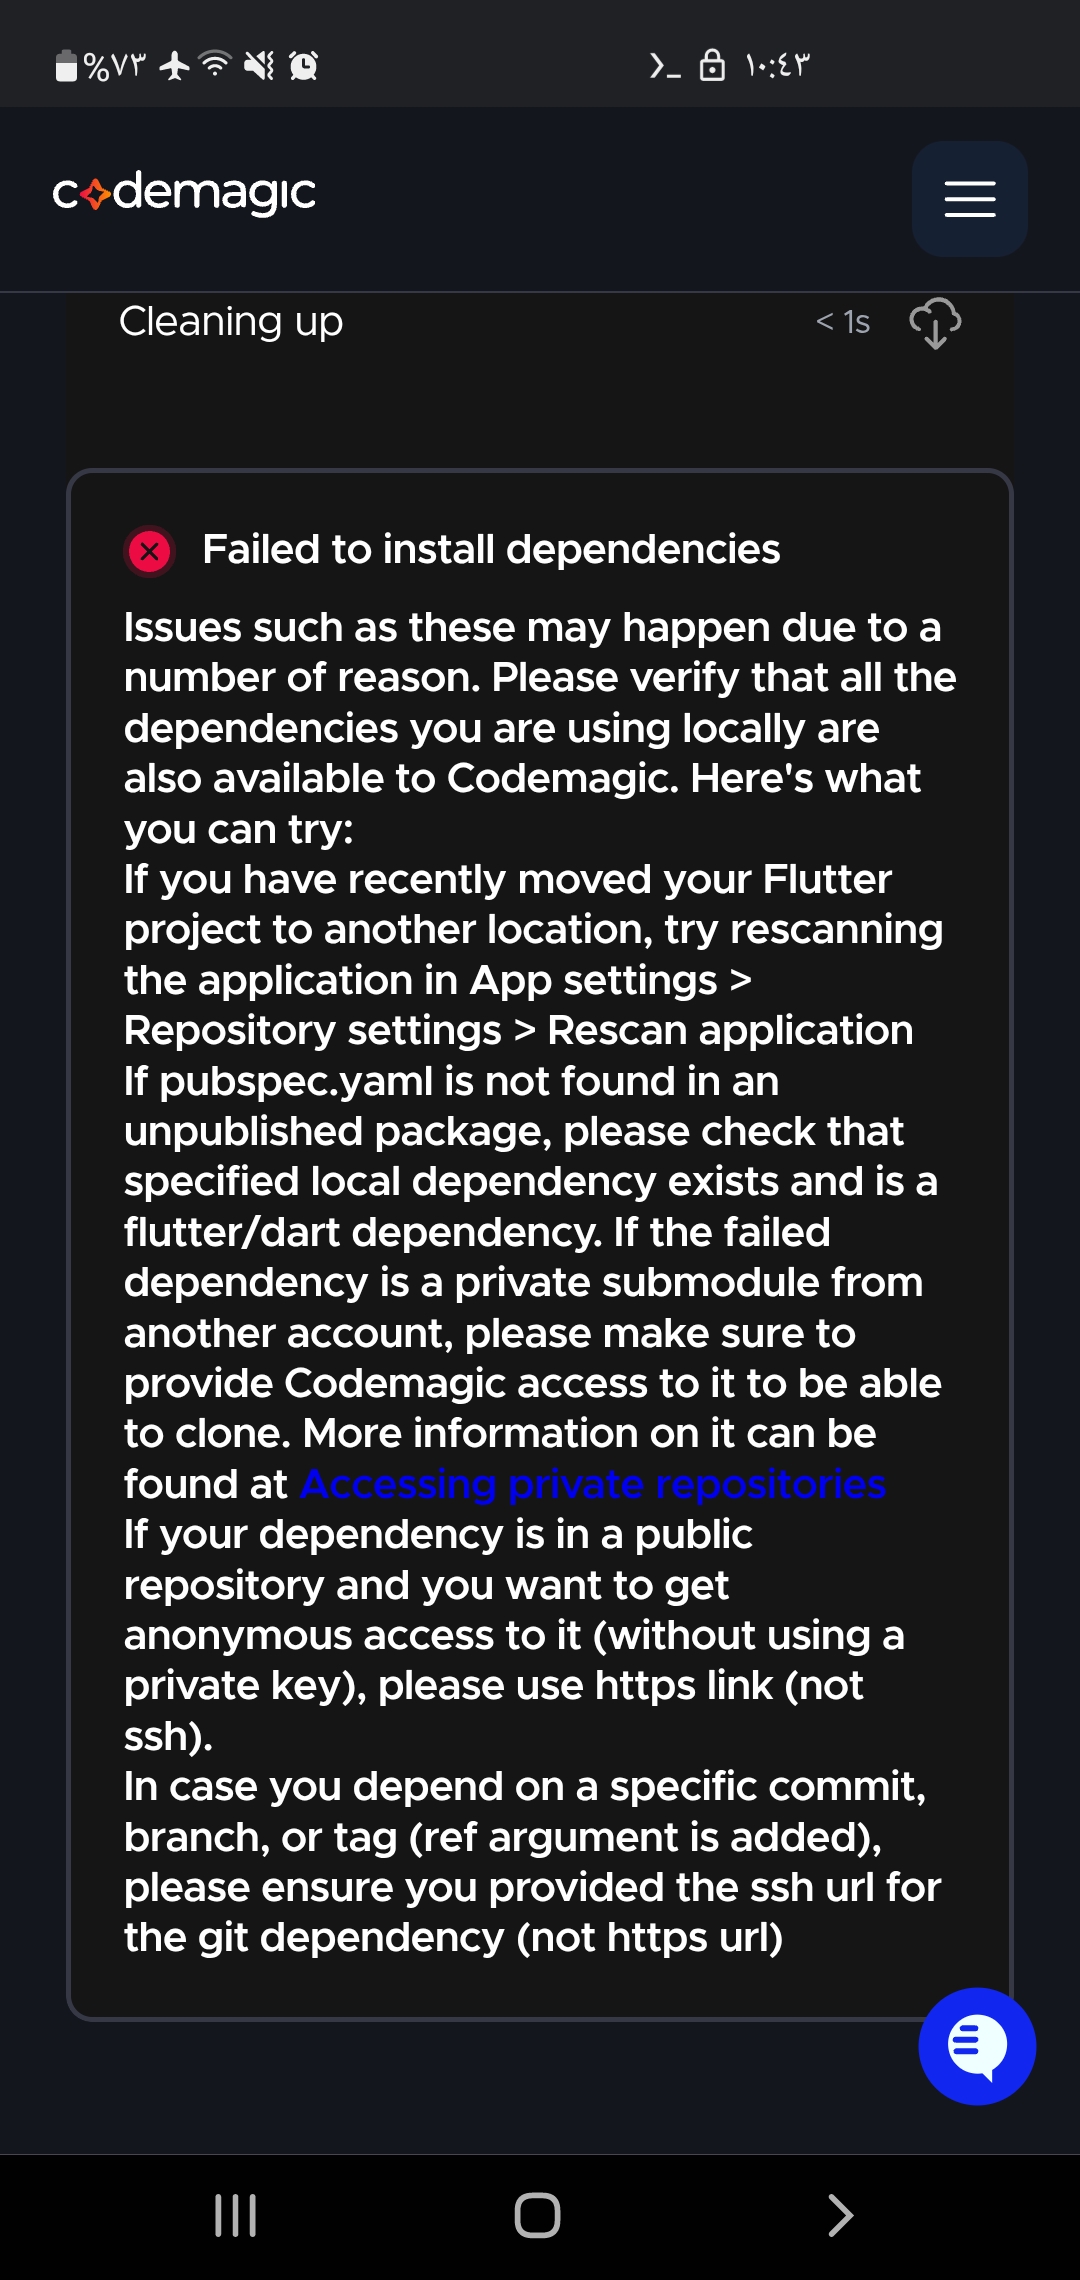 %٧٣
١٠:٤٣
codemagic
Cleaning up
< 1s
Failed to install dependencies
Issues such as these may happen due to a
number of reason. Please verify that all the
dependencies you are using locally are
also available to Codemagic. Here's what
you can try:
If you have recently moved your Flutter
project to another location, try rescanning
the application in App settings >
Repository settings > Rescan application
If pubspec.yaml is not found in an
unpublished package, please check that
specified local dependency exists and is a
flutter/dart dependency. If the failed
dependency is a private submodule from
another account, please make sure to
provide Codemagic access to it to be able
to clone. More information on it can be
found at Accessing private repositories
If your dependency is in a public
repository and you want to get
anonymous access to it (without using a
private key), please use https link (not
ssh).
In case you depend on a specific commit,
branch, or tag (ref argument is added),
please ensure you provided the ssh url for
the git dependency (not https url)